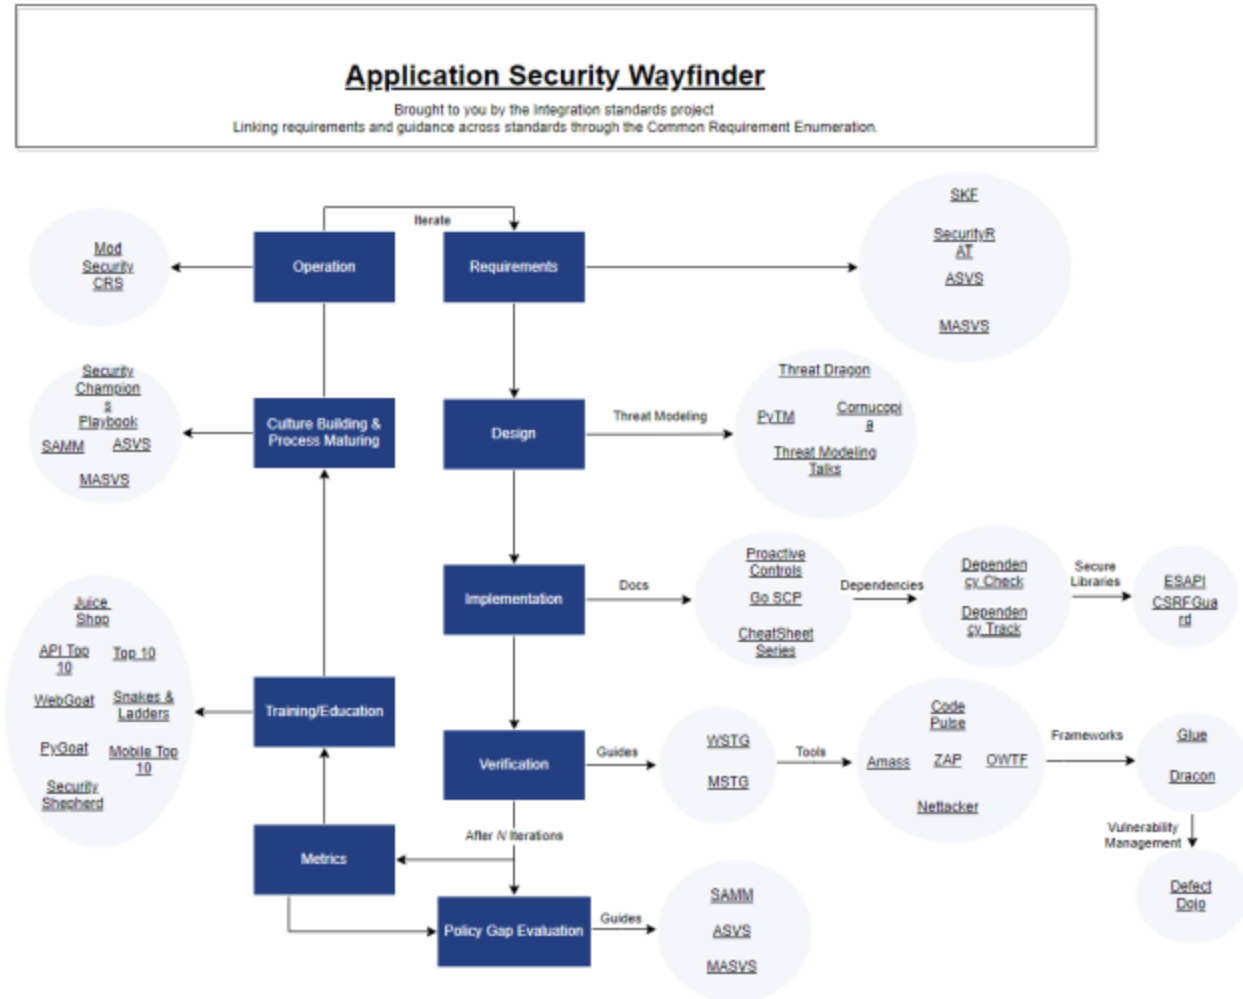 Application Security Wayfinder
Brought to you by the Integration standards project
Linking requirements and guidance across standards through the Common Requirement Enumeration.
Iterate
Mod
Security
CRS
Operation
Requirements
SKF
SecurityR
AT
ASVS
MASVS
Security
Champion
s
Playbook
SAMM
ASVS
MASVS
Culture Building &
Process Maturing
Design
Threat Modeling
Threat Dragon
PyTM
Cornucopi
a
Threat Modeling
Talks
Implementation
Docs
Proactive
Controls
Go SCP
CheatSheet
Series
Dependencies
Dependen
cy Check
Dependen
cy Track
Secure
Libraries
ESAPI
CSRFGua
rd
Juice
Shop
API Top
10
Top 10
WebGoat
Snakes &
Ladders
PyGoat
Mobile Top
10
Security
Shepherd
Training/Education
Verification
Guides
WSTG
MSTG
Tools
Code
Pulse
Amass
ZAP
OWTF
Nettacker
Frameworks
Glue
Dracon
Vulnerability
Management
Defect
Dojo
After N Iterations
Metrics
Policy Gap Evaluation
Guides
SAMM
ASVS
MASVS